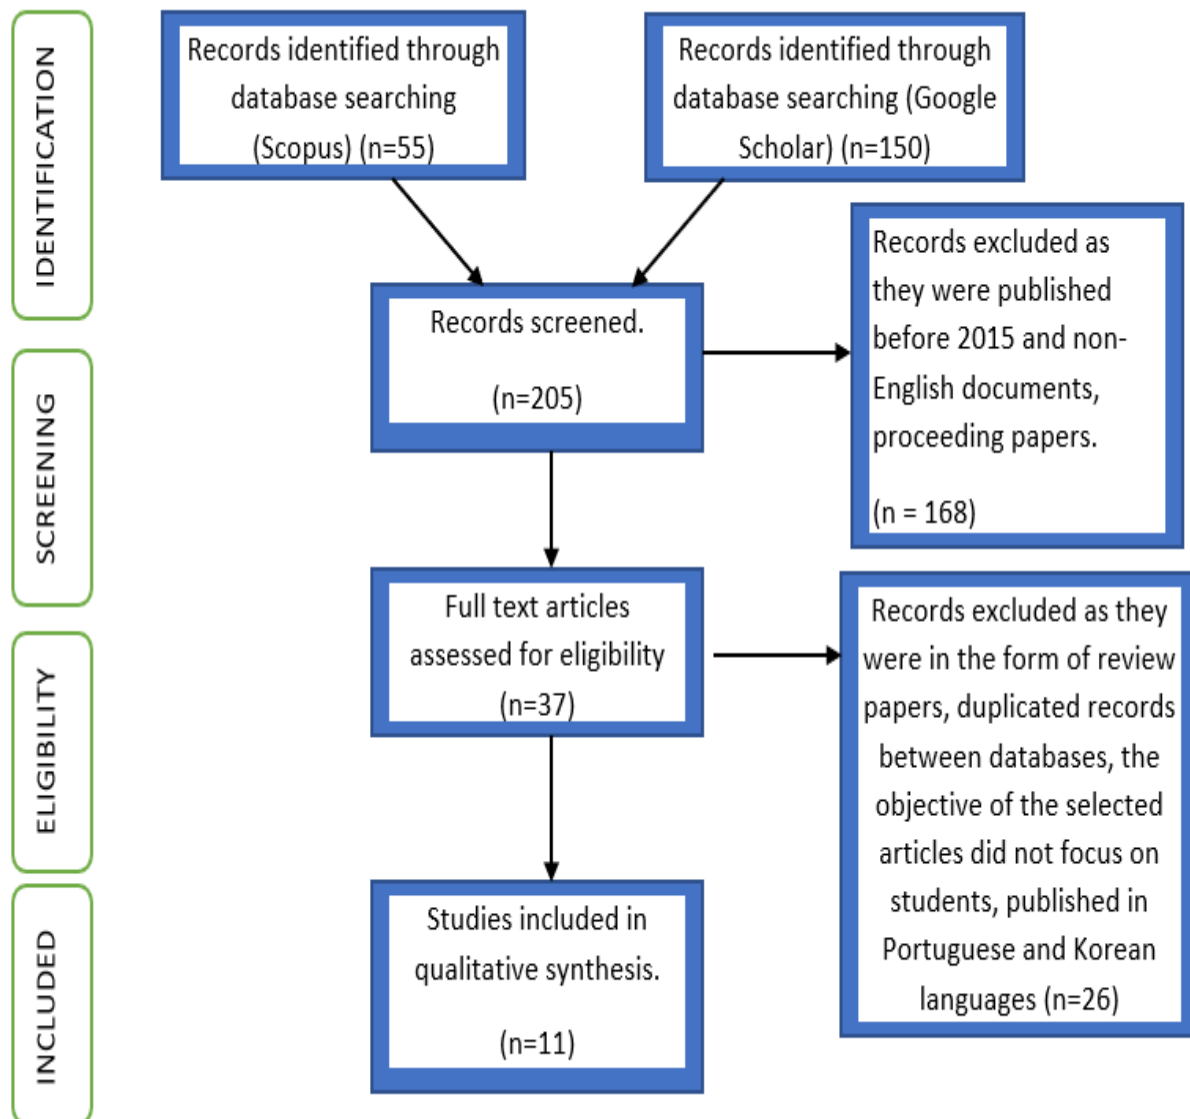 IDENTIFICATION
Records identified through
database searching
(Scopus) (n=55)
Records identified through
database searching (Google
Scholar) (n=150)
Records excluded as
they were published
before 2015 and non-
English documents,
proceeding papers.
(n = 168)
Records screened.
(n=205)
SCREENING
Full text articles
assessed for eligibility
(n=37)
Records excluded as they
were in the form of review
papers, duplicated records
between databases, the
objective of the selected
articles did not focus on
students, published in
Portuguese and Korean
languages (n=26)
ELIGIBILITY
Studies included in
qualitative synthesis.
(n=11)
INCLUDED